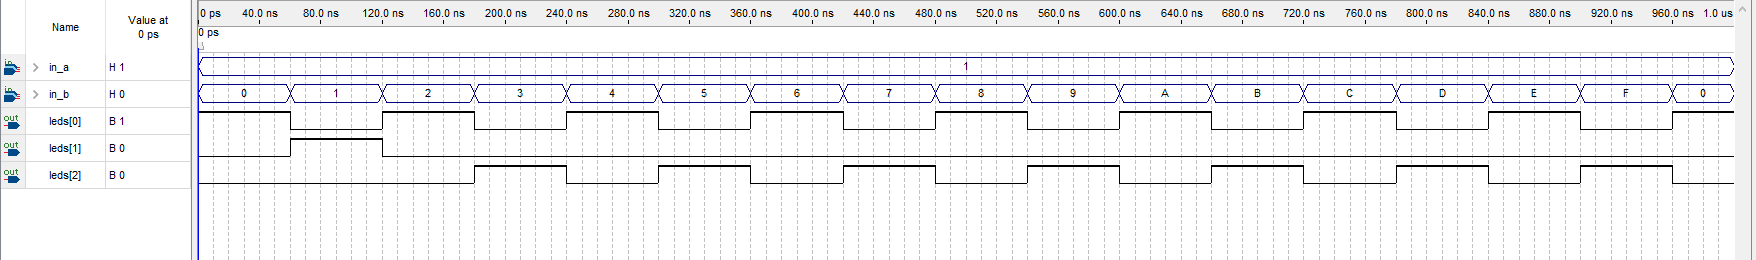 Name Value at 0 ps
0 ps 40.0 ns 80.0 ns 120.0 ns 160.0 ns 200.0 ns 240.0 ns 280.0 ns 320.0 ns 360.0 ns 400.0 ns 440.0 ns 480.0 ns 520.0 ns 560.0 ns 600.0 ns 640.0 ns 680.0 ns 720.0 ns 760.0 ns 800.0 ns 840.0 ns 880.0 ns 920.0 ns 960.0 ns 1.0 us
0 ps
in in_a H 1 1
in in_b H 0 0 1 2 3 4 5 6 7 8 9 A B C D E F 0
out leds[0] B 1
out leds[1] B 0
out leds[2] B 0